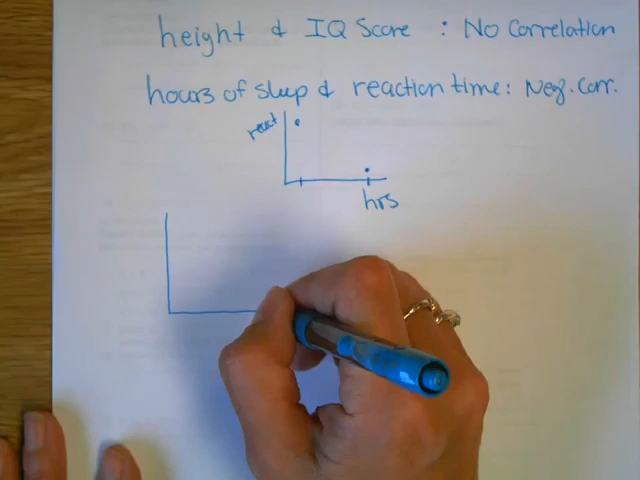 height & IQ Score : No Correlation
hours of sleep & reaction time: Neg. Corr.
react
hrs